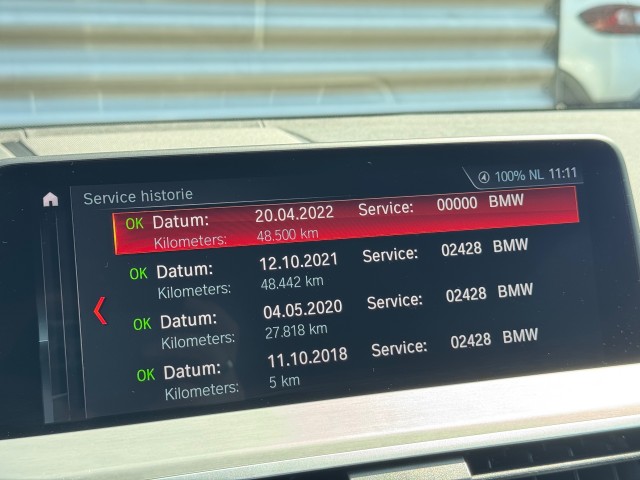 100% NL 11:11
Service historie
OK Datum: 20.04.2022 Service: 00000 BMW
Kilometers: 48.500 km
OK Datum: 12.10.2021 Service: 02428 BMW
Kilometers: 48.442 km
OK Datum: 04.05.2020 Service: 02428 BMW
Kilometers: 27.818 km
OK Datum: 11.10.2018 Service: 02428 BMW
Kilometers: 5 km